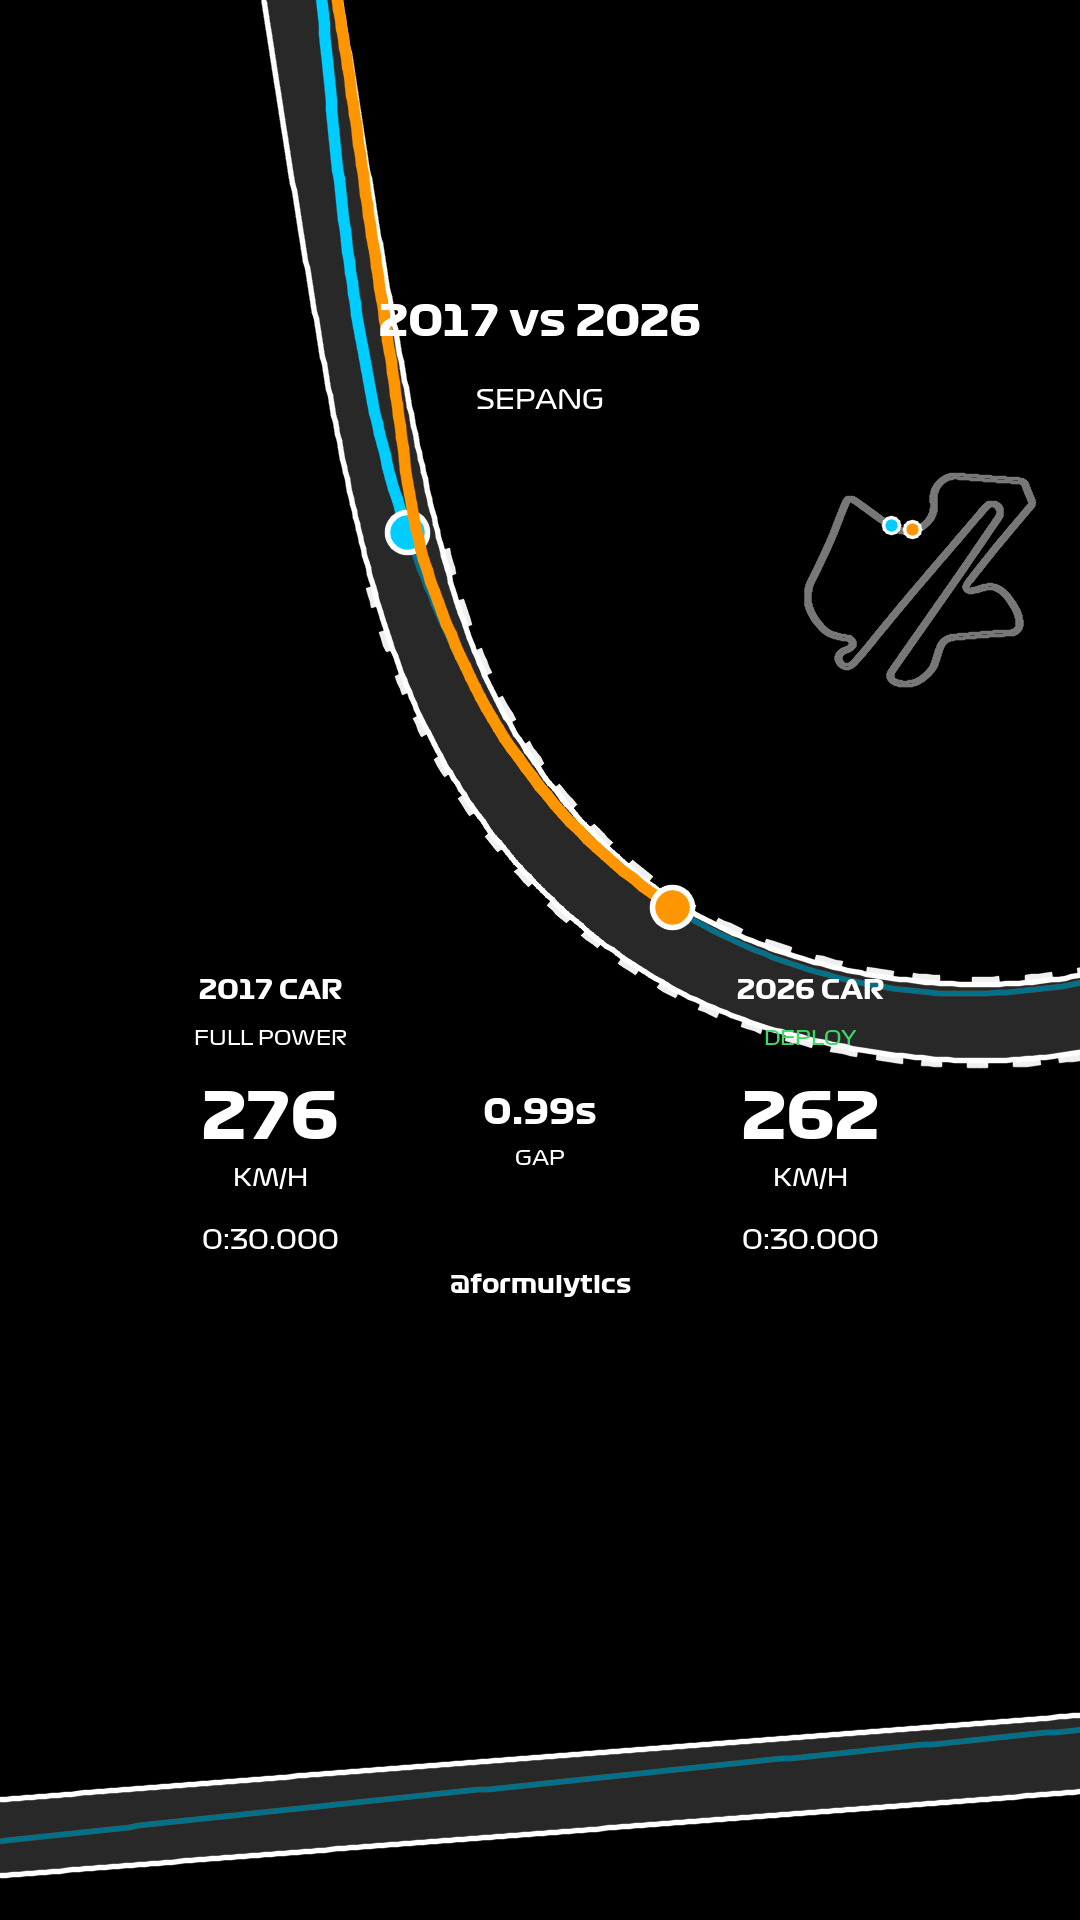 2017 vs 2026
SEPANG
2017 CAR
FULL POWER
276
KM/H
0:30.000
0.99s
GAP
2026 CAR
DEPLOY
262
KM/H
0:30.000
@formulytics